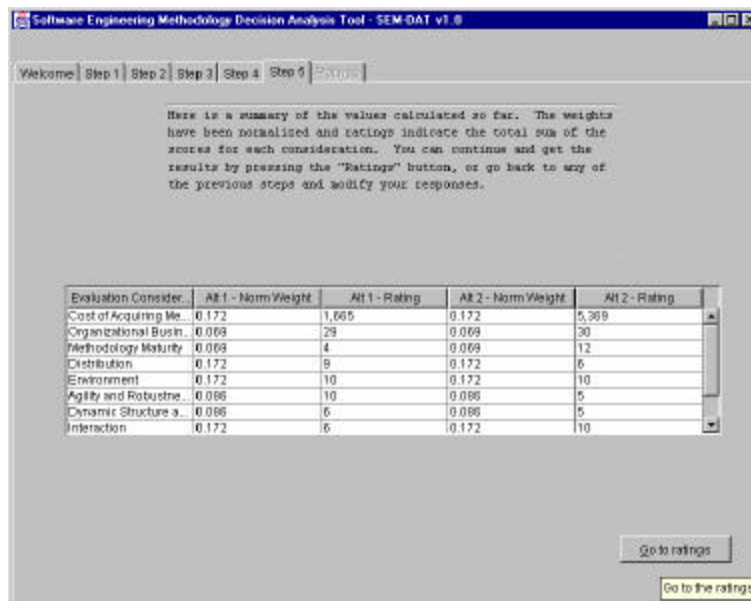 Software Engineering Methodology Decision Analysis Tool - SEM-DAT v1.0
Welcome Step 1 Step 2 Step 3 Step 4 Step 5
Here is a summary of the values calculated so far. The weights
have been normalized and ratings indicate the total sum of the
scores for each consideration. You can continue and get the
results by pressing the "Ratings" button, or go back to any of
the previous steps and modify your responses.
Evaluation Consider... Alt 1 - Norm Weight Alt 1 - Rating Alt 2 - Norm Weight Alt 2 - Rating
Cost of Acquiring Me... 0.172 1,665 0.172 5,369
Organizational Busin... 0.069 29 0.069 30
Methodology Maturity 0.069 4 0.069 12
Distribution 0.172 9 0.172 6
Environment 0.172 10 0.172 10
Agility and Robustne... 0.086 10 0.086 5
Dynamic Structure a... 0.086 6 0.086 5
Interaction 0.172 6 0.172 10
Go to ratings
Go to the ratings